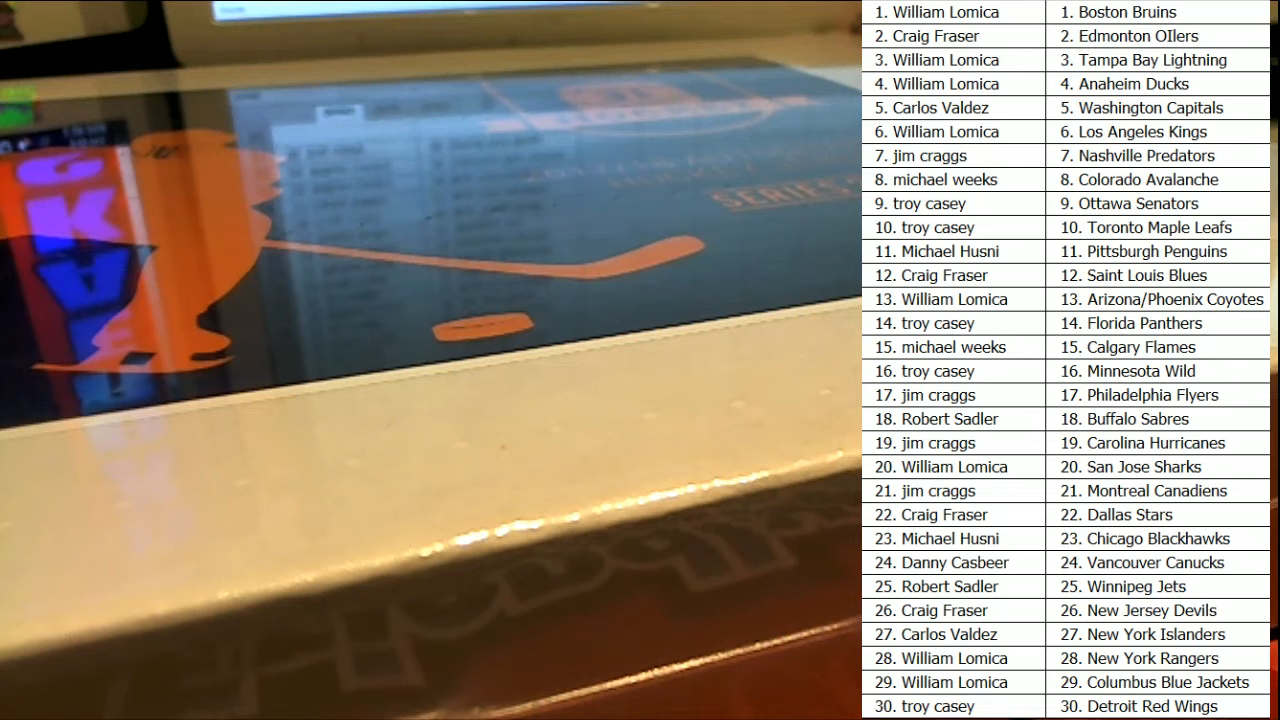 1. William Lomica 1. Boston Bruins
2. Craig Fraser 2. Edmonton OIlers
3. William Lomica 3. Tampa Bay Lightning
4. William Lomica 4. Anaheim Ducks
5. Carlos Valdez 5. Washington Capitals
6. William Lomica 6. Los Angeles Kings
7. jim craggs 7. Nashville Predators
8. michael weeks 8. Colorado Avalanche
9. troy casey 9. Ottawa Senators
10. troy casey 10. Toronto Maple Leafs
11. Michael Husni 11. Pittsburgh Penguins
12. Craig Fraser 12. Saint Louis Blues
13. William Lomica 13. Arizona/Phoenix Coyotes
14. troy casey 14. Florida Panthers
15. michael weeks 15. Calgary Flames
16. troy casey 16. Minnesota Wild
17. jim craggs 17. Philadelphia Flyers
18. Robert Sadler 18. Buffalo Sabres
19. jim craggs 19. Carolina Hurricanes
20. William Lomica 20. San Jose Sharks
21. jim craggs 21. Montreal Canadiens
22. Craig Fraser 22. Dallas Stars
23. Michael Husni 23. Chicago Blackhawks
24. Danny Casbeer 24. Vancouver Canucks
25. Robert Sadler 25. Winnipeg Jets
26. Craig Fraser 26. New Jersey Devils
27. Carlos Valdez 27. New York Islanders
28. William Lomica 28. New York Rangers
29. William Lomica 29. Columbus Blue Jackets
30. troy casey 30. Detroit Red Wings
SERIES